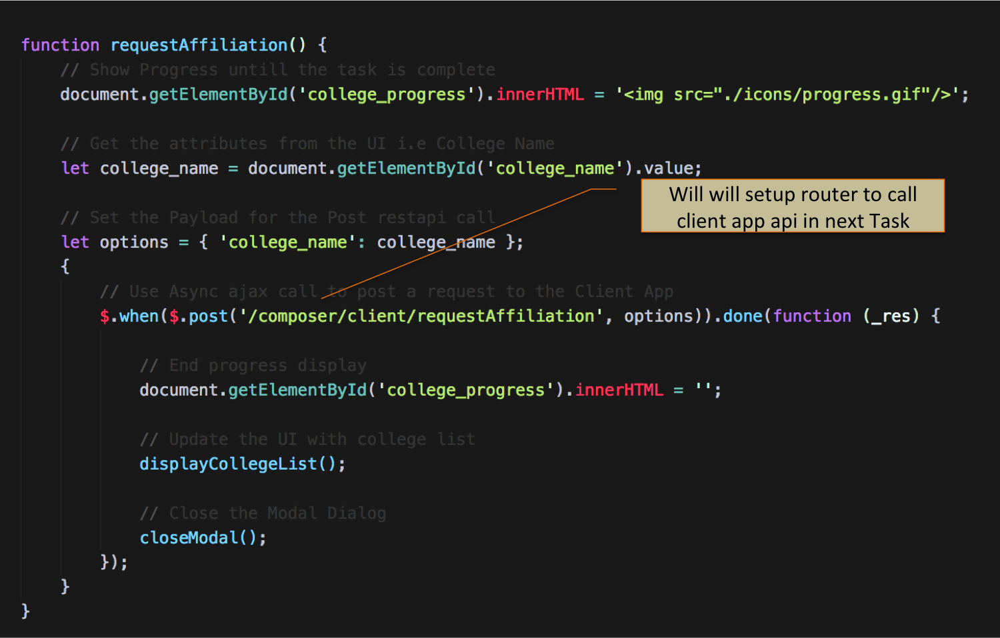 function requestAffiliation() {
// Show Progress untill the task is complete
document.getElementById('college_progress').innerHTML = '<img src="./icons/progress.gif"/>';
// Get the attributes from the UI i.e College Name
let college_name = document.getElementById('college_name').value;
Will will setup router to call
client app api in next Task
// Set the Payload for the Post restapi call
let options = { 'college_name': college_name };
{
// Use Async ajax call to post a request to the Client App
$.when($.post('/composer/client/requestAffiliation', options)).done(function (_res) {
// End progress display
document.getElementById('college_progress').innerHTML = '';
// Update the UI with college list
displayCollegeList();
// Close the Modal Dialog
closeModal();
});
}
}